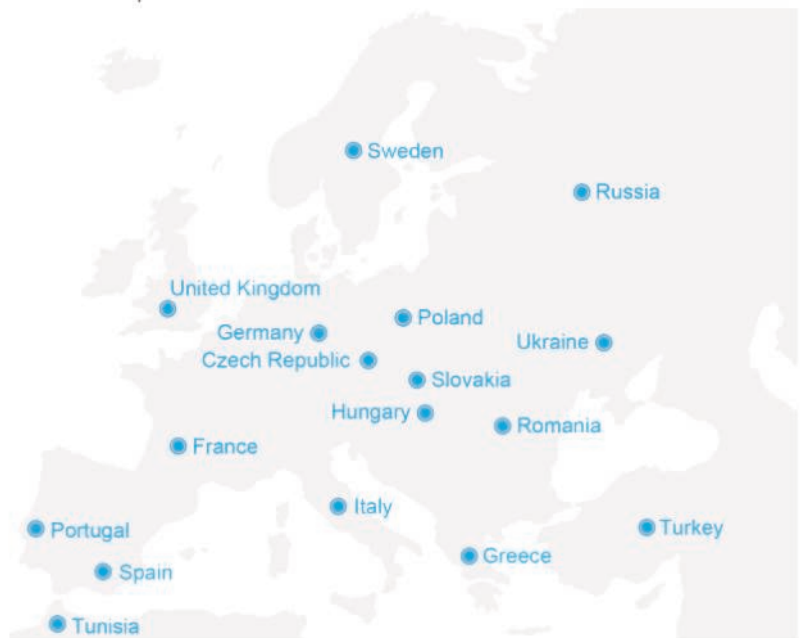 Sweden
Russia
United Kingdom
Poland
Germany
Ukraine
Czech Republic
Slovakia
Hungary
Romania
France
Italy
Portugal
Turkey
Greece
Spain
Tunisia